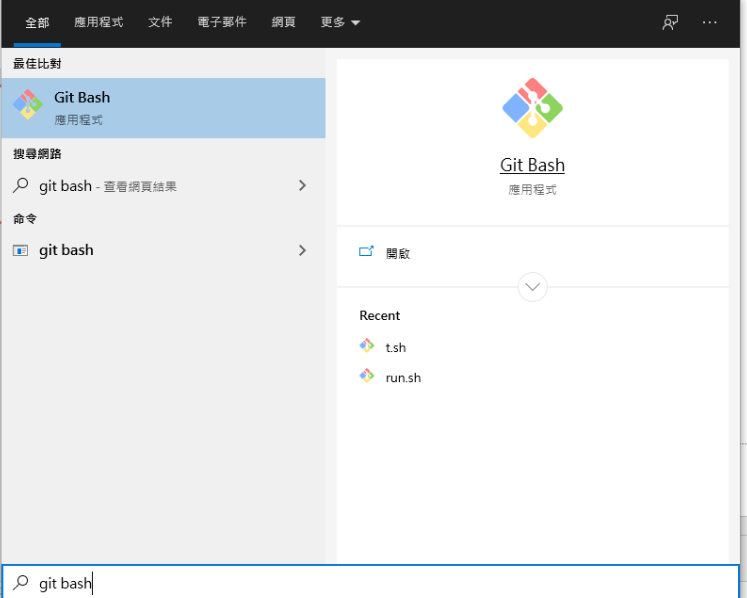 全部 應用程式 文件 電子郵件 網頁 更多
最佳比對
Git Bash
應用程式
搜尋網路
git bash - 查看網頁結果
命令
git bash
Git Bash
應用程式
開啟
Recent
t.sh
run.sh
git bash